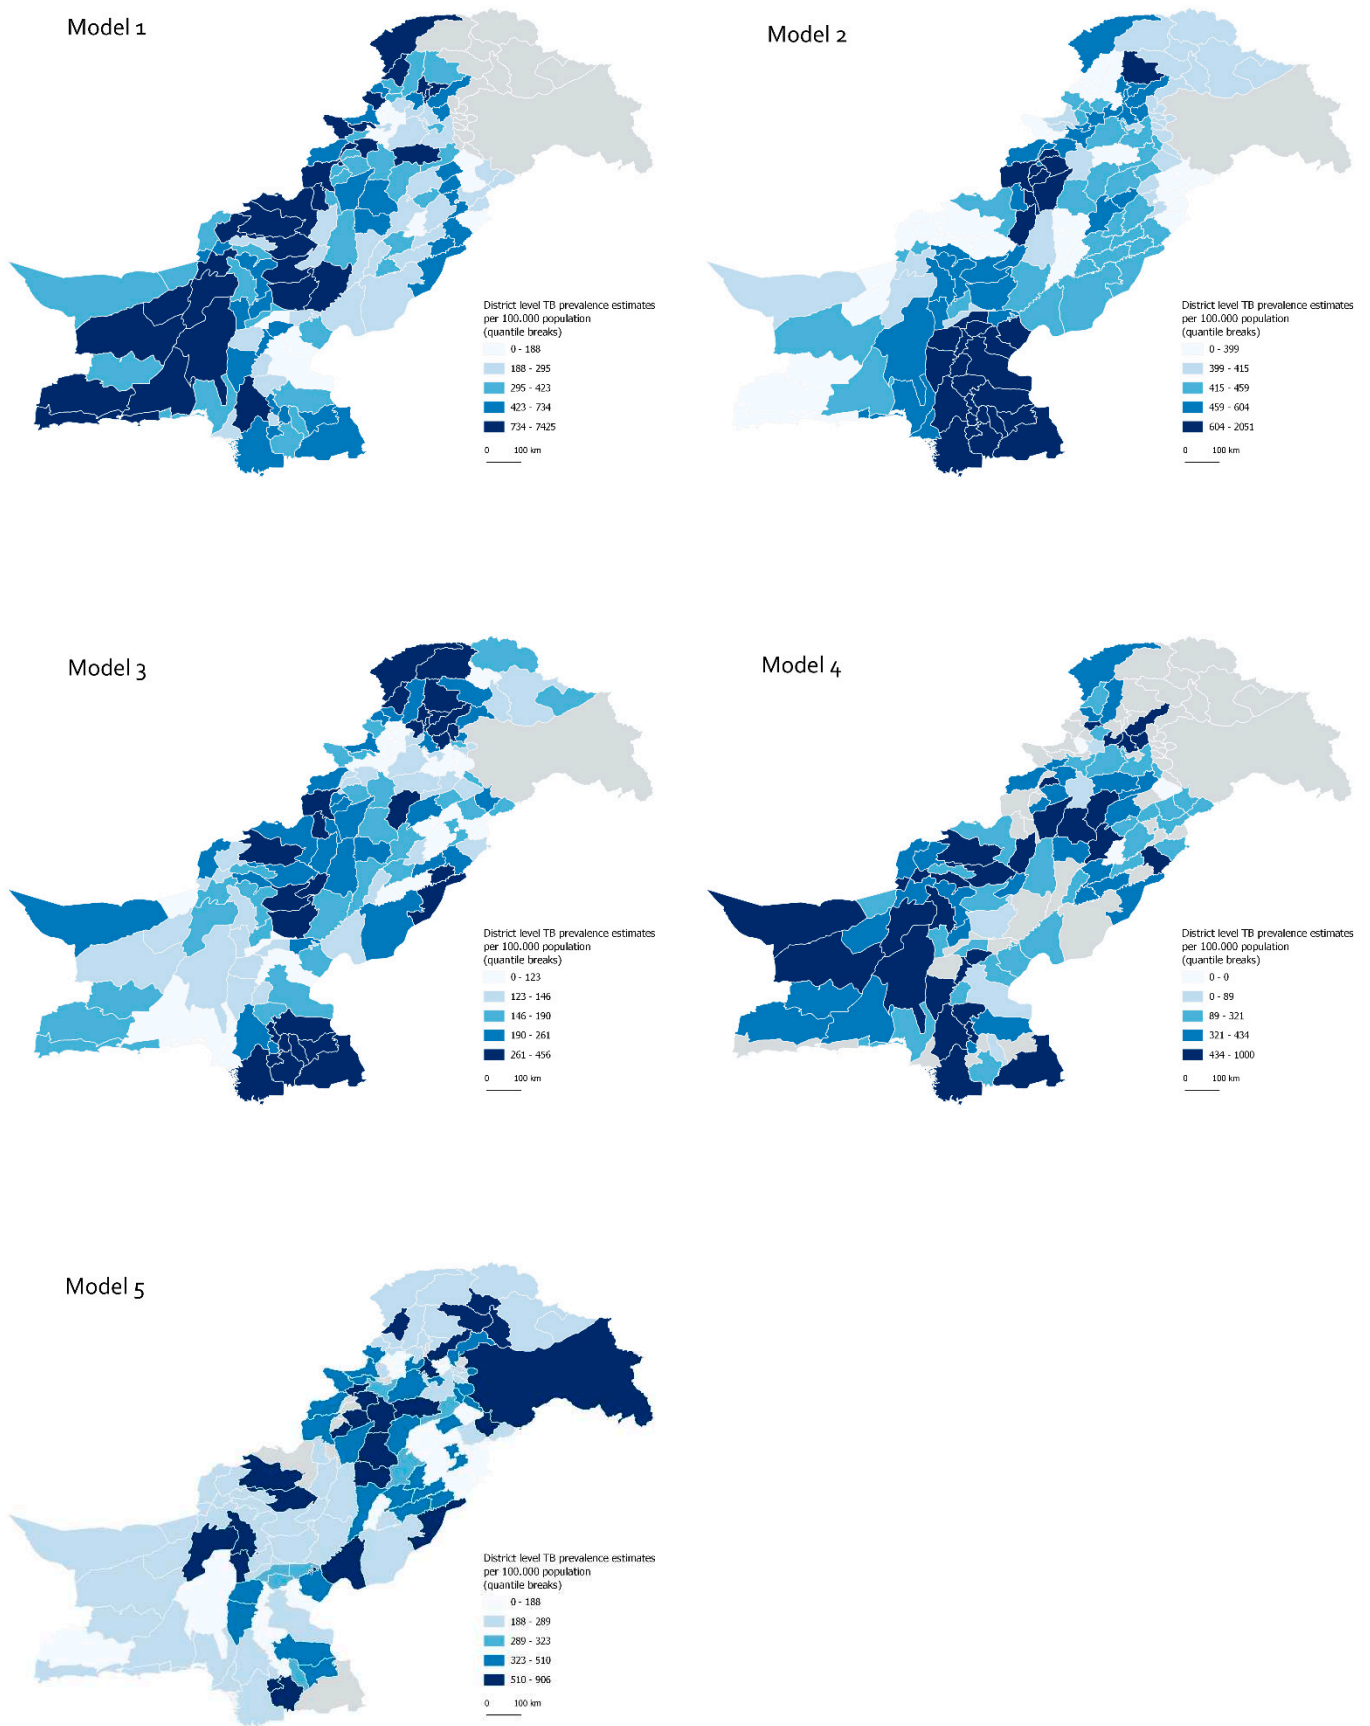 Model 1
District level TB prevalence estimates
per 100.000 population
(quantile breaks)
0 - 188
188 - 295
295 - 423
423 - 734
734 - 7425
0 100 km
Model 2
District level TB prevalence estimates
per 100.000 population
(quantile breaks)
0 - 399
399 - 415
415 - 459
459 - 604
604 - 2051
0 100 km
Model 3
District level TB prevalence estimates
per 100.000 population
(quantile breaks)
0 - 123
123 - 146
146 - 190
190 - 261
261 - 456
0 100 km
Model 4
District level TB prevalence estimates
per 100.000 population
(quantile breaks)
0 - 0
0 - 89
89 - 321
321 - 434
434 - 1000
0 100 km
Model 5
District level TB prevalence estimates
per 100.000 population
(quantile breaks)
0 - 188
188 - 289
289 - 323
323 - 510
510 - 906
0 100 km